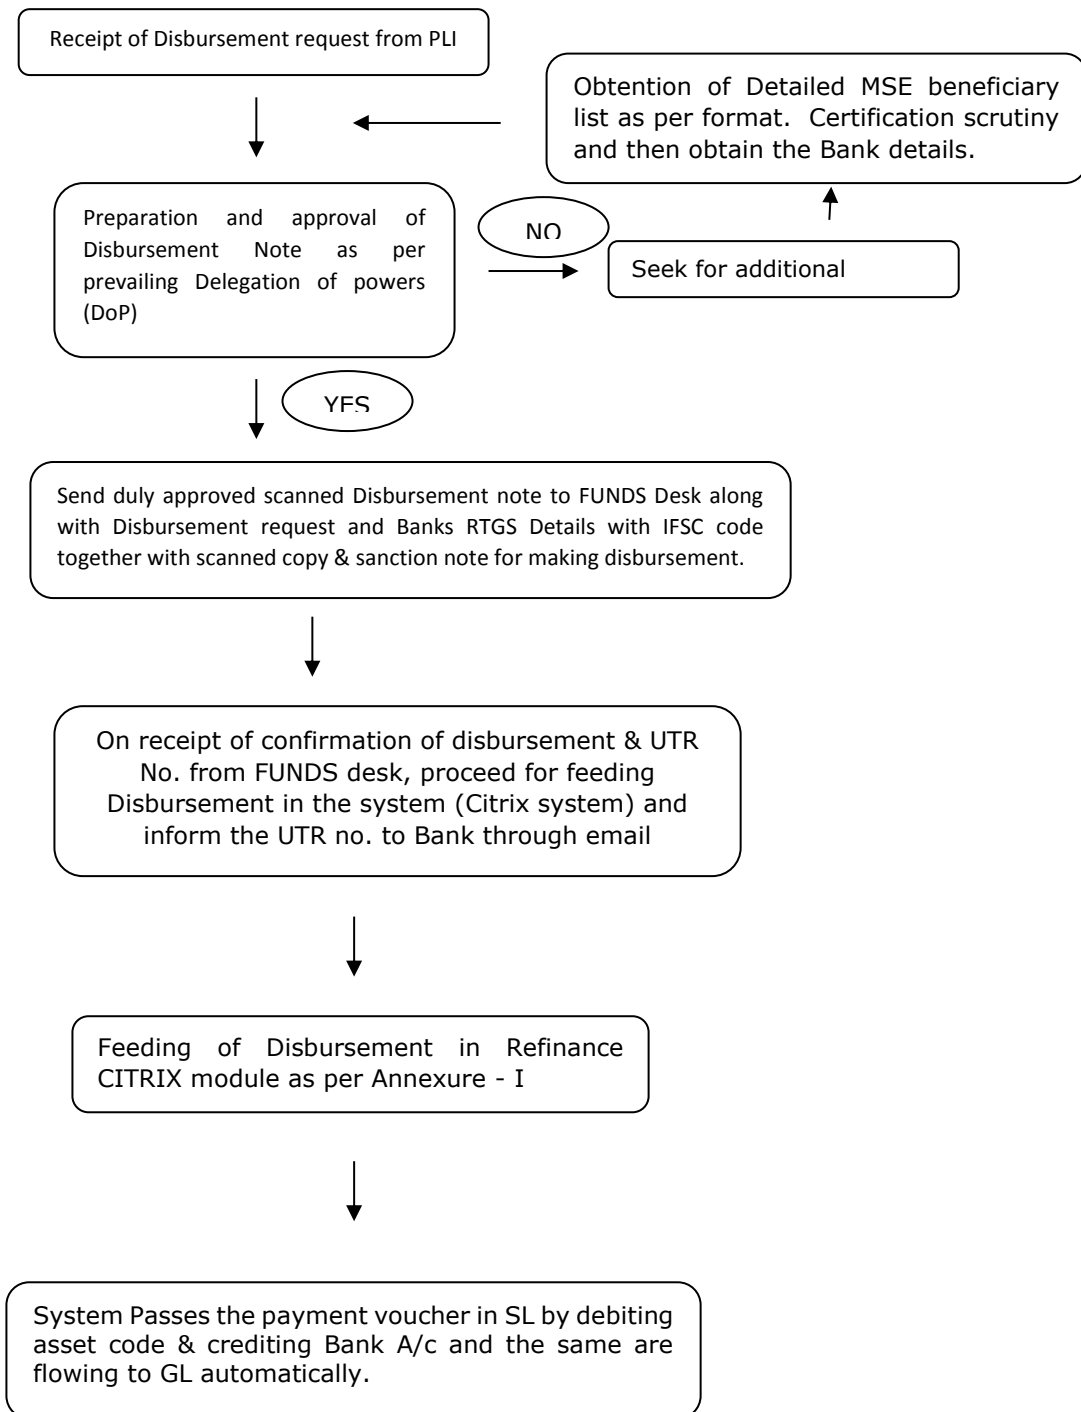 Receipt of Disbursement request from PLI
Obtention of Detailed MSE beneficiary
list as per format. Certification scrutiny
and then obtain the Bank details.
Preparation and approval of
Disbursement Note as per
prevailing Delegation of powers
(DoP)
NO
Seek for additional
YES
Send duly approved scanned Disbursement note to FUNDS Desk along
with Disbursement request and Banks RTGS Details with IFSC code
together with scanned copy & sanction note for making disbursement.
On receipt of confirmation of disbursement & UTR
No. from FUNDS desk, proceed for feeding
Disbursement in the system (Citrix system) and
inform the UTR no. to Bank through email
Feeding of Disbursement in Refinance
CITRIX module as per Annexure - I
System Passes the payment voucher in SL by debiting
asset code & crediting Bank A/c and the same are
flowing to GL automatically.